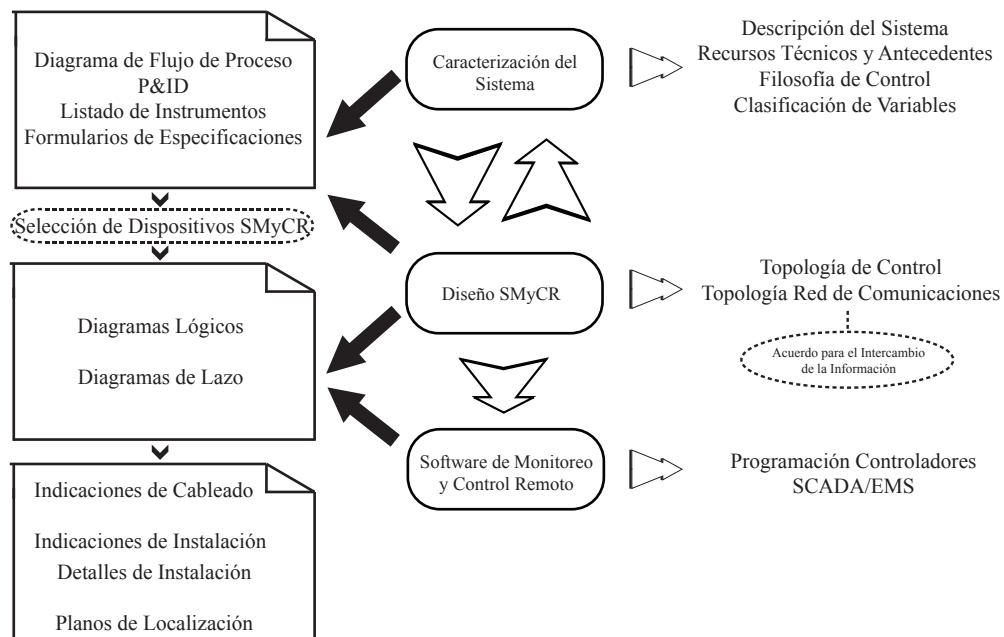 Diagrama de Flujo de Proceso
P&ID
Listado de Instrumentos
Formularios de Especificaciones
Selección de Dispositivos SMyCR
Diagramas Lógicos
Diagramas de Lazo
Indicaciones de Cableado
Indicaciones de Instalación
Detalles de Instalación
Planos de Localización
Caracterización del
Sistema
Diseño SMyCR
Software de Monitoreo
y Control Remoto
Descripción del Sistema
Recursos Técnicos y Antecedentes
Filosofía de Control
Clasificación de Variables
Topología de Control
Topología Red de Comunicaciones
Acuerdo para el Intercambio
de la Información
Programación Controladores
SCADA/EMS